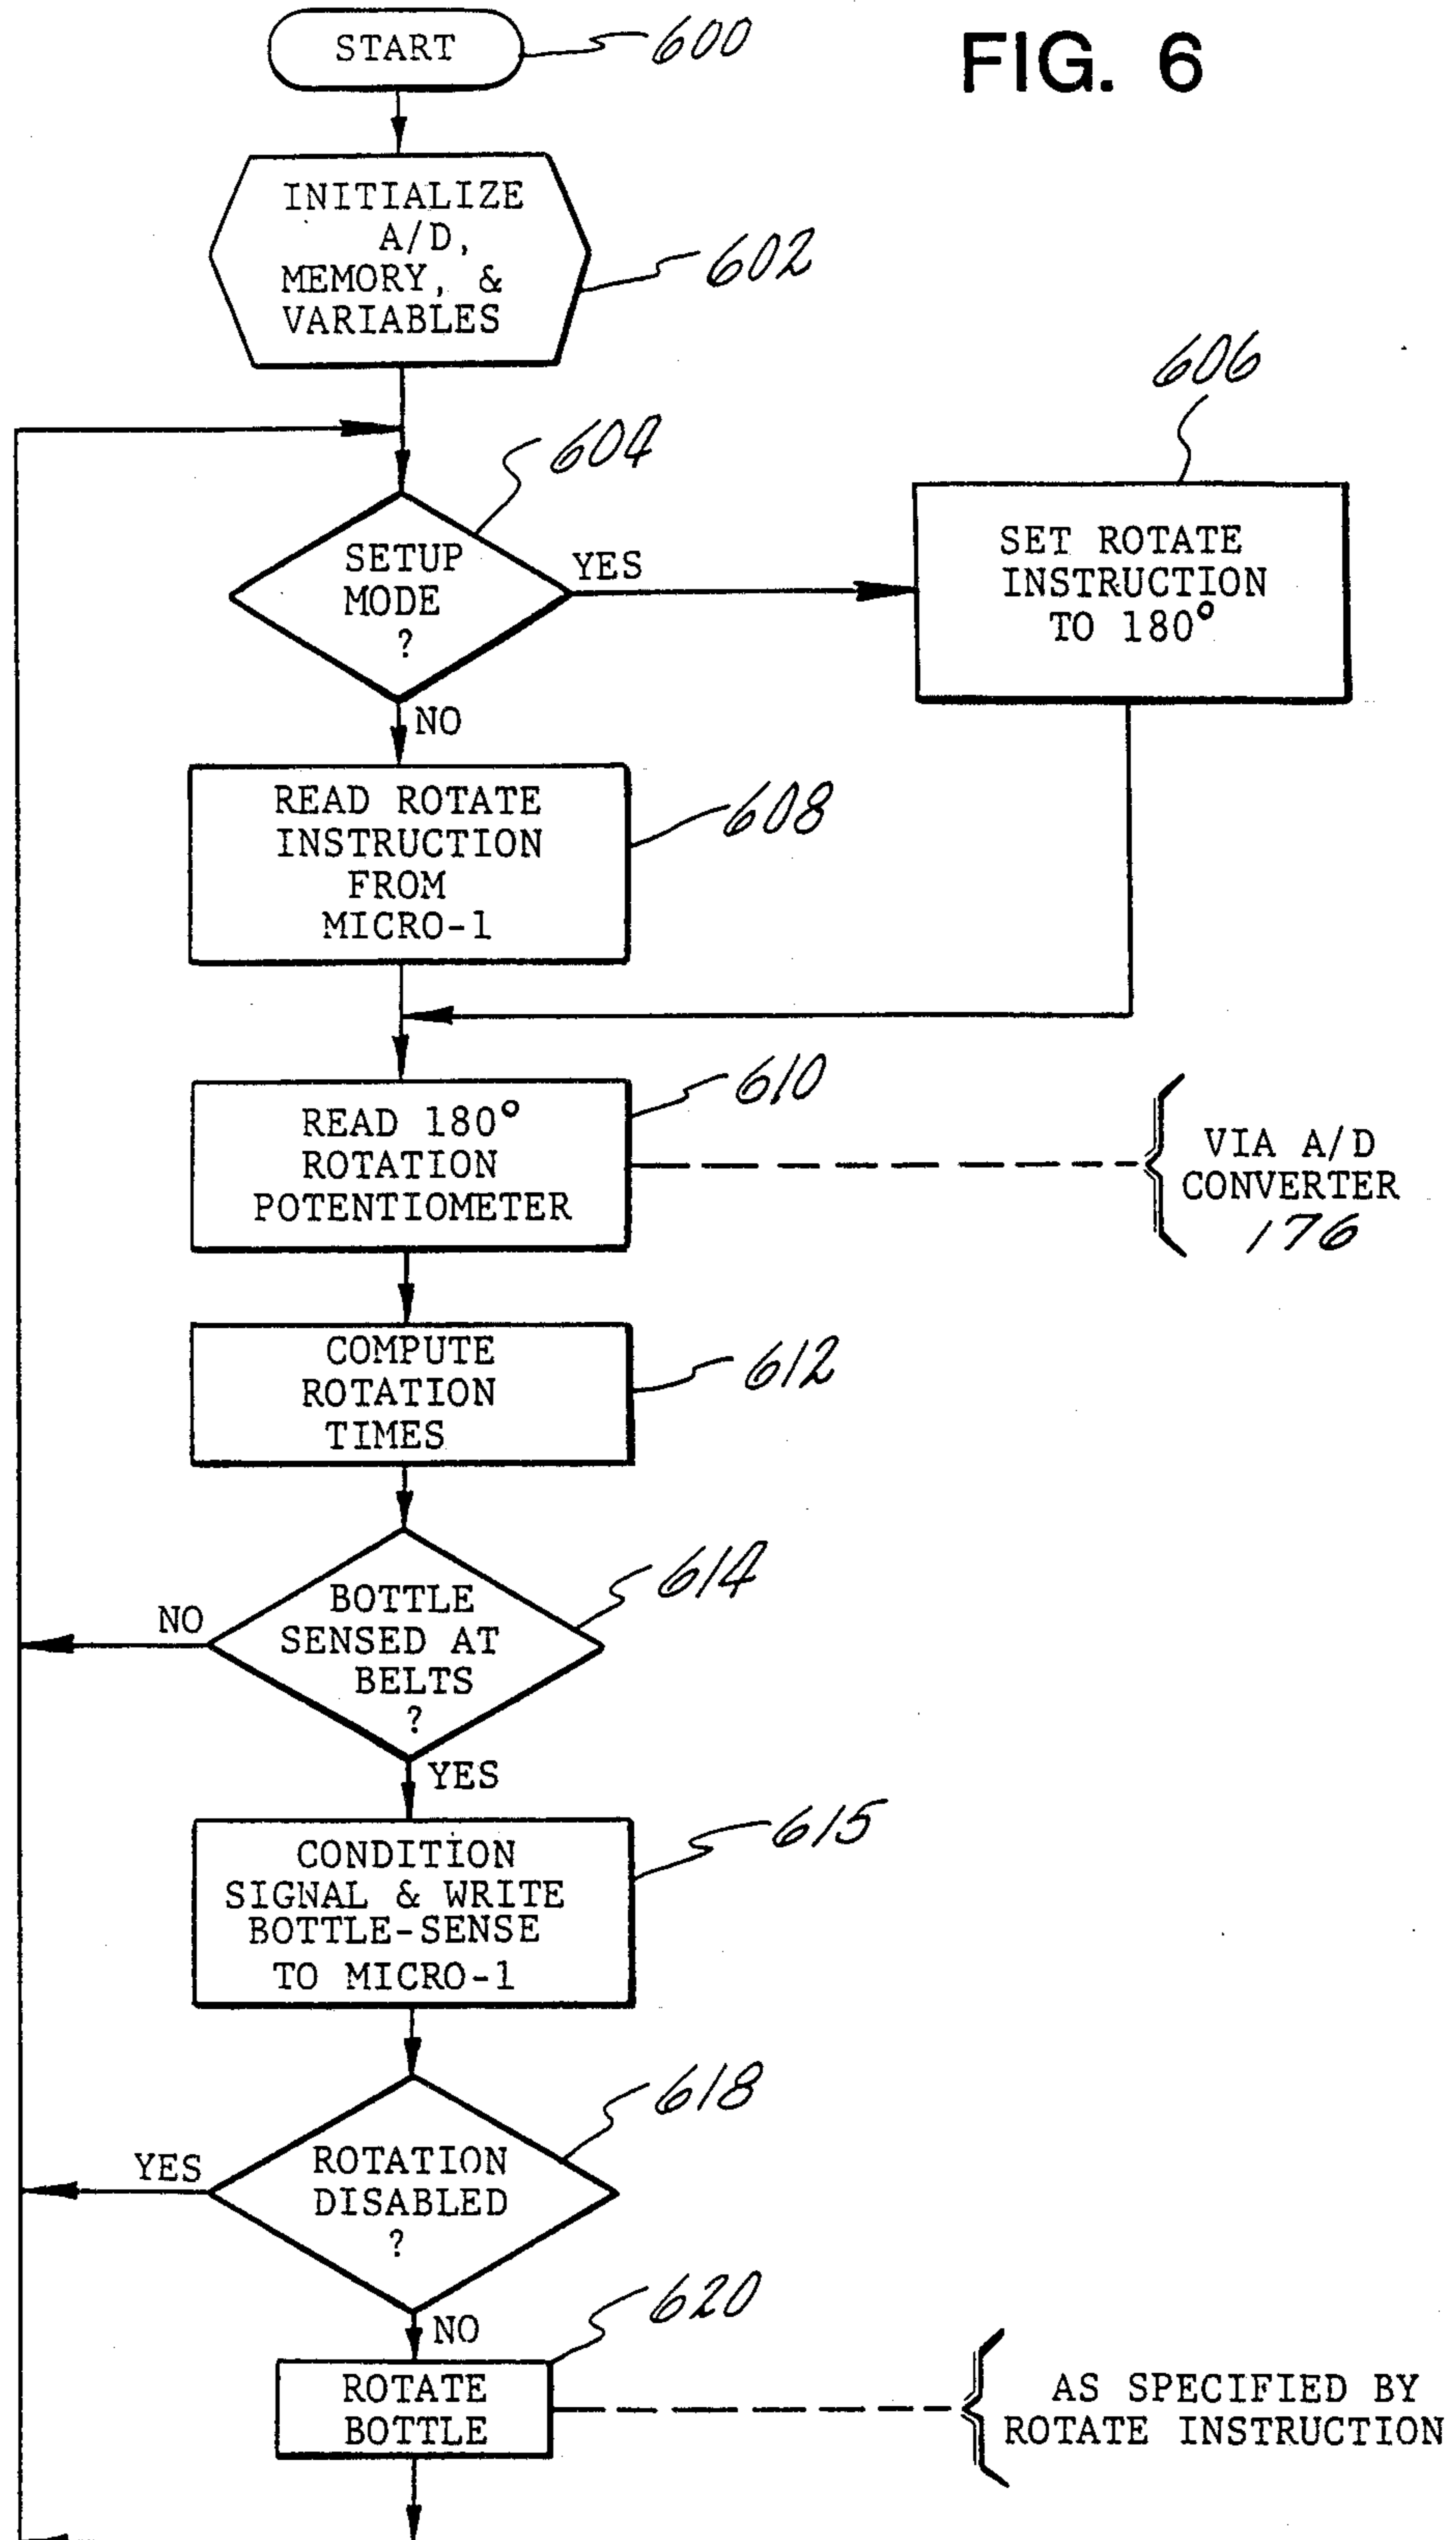 START
600
FIG. 6
INITIALIZE
A/D,
MEMORY, &
VARIABLES
602
604
SETUP
MODE
?
YES
606
SET ROTATE
INSTRUCTION
TO 180°
NO
READ ROTATE
INSTRUCTION
FROM
MICRO-1
608
610
READ 180°
ROTATION
POTENTIOMETER
VIA A/D
CONVERTER
176
COMPUTE
ROTATION
TIMES
612
614
BOTTLE
SENSED AT
BELTS
?
NO
YES
615
CONDITION
SIGNAL & WRITE
BOTTLE-SENSE
TO MICRO-1
618
ROTATION
DISABLED
?
YES
NO
620
ROTATE
BOTTLE
AS SPECIFIED BY
ROTATE INSTRUCTION